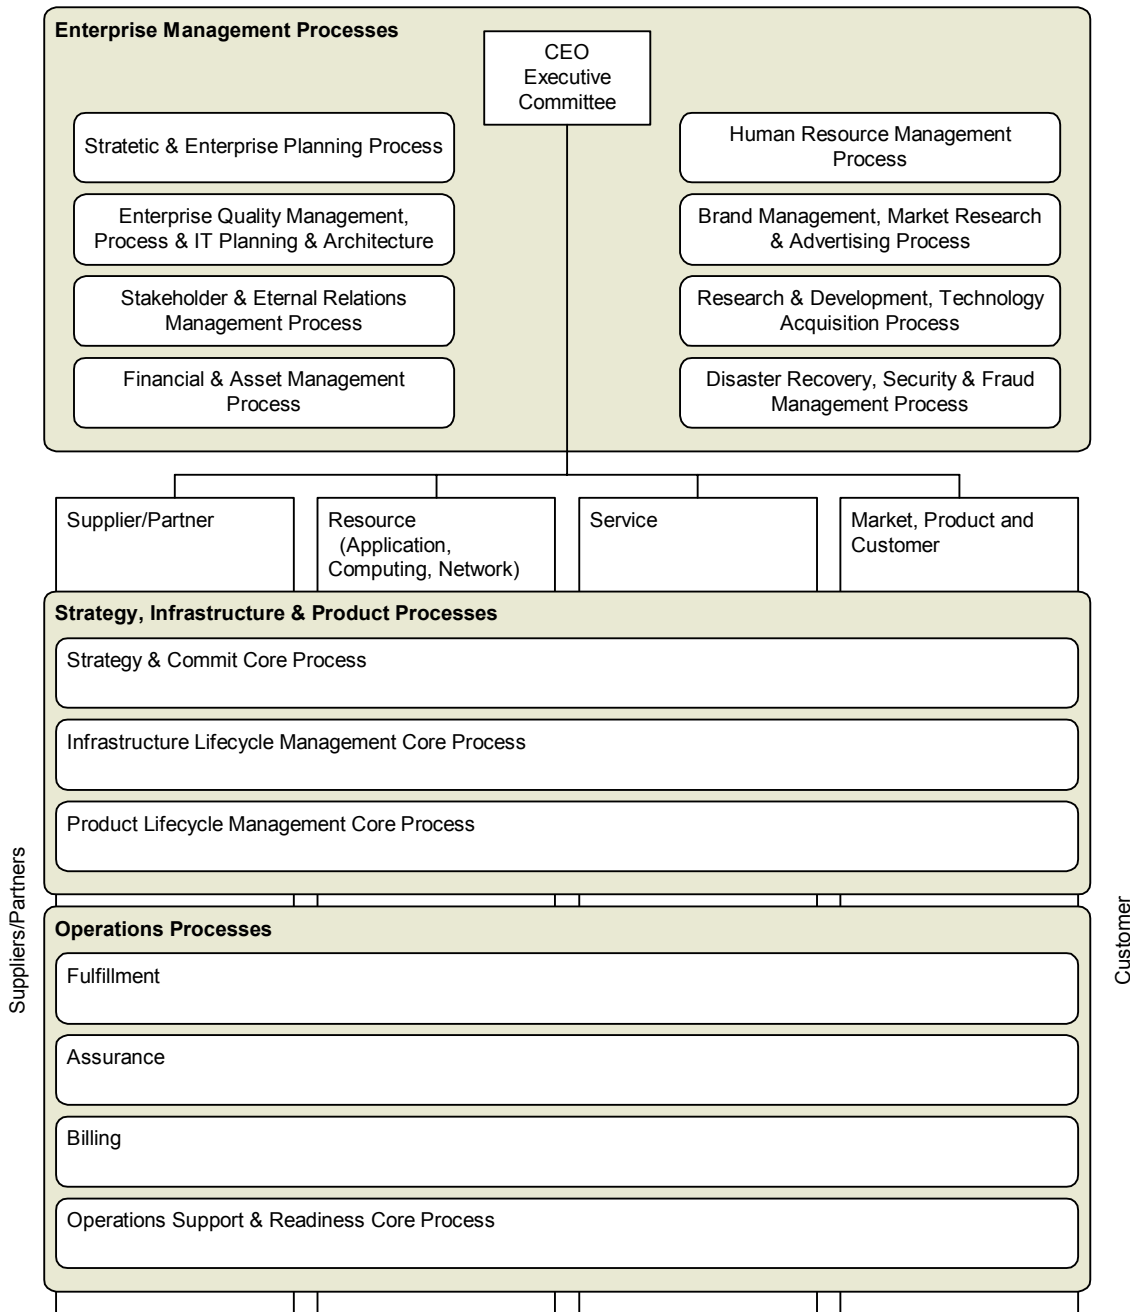 Enterprise Management Processes
CEO
Executive
Committee
Stratetic & Enterprise Planning Process
Enterprise Quality Management,
Process & IT Planning & Architecture
Stakeholder & Eternal Relations
Management Process
Financial & Asset Management
Process
Human Resource Management
Process
Brand Management, Market Research
& Advertising Process
Research & Development, Technology
Acquisition Process
Disaster Recovery, Security & Fraud
Management Process
Supplier/Partner
Resource
(Application,
Computing, Network)
Service
Market, Product and
Customer
Strategy, Infrastructure & Product Processes
Strategy & Commit Core Process
Infrastructure Lifecycle Management Core Process
Product Lifecycle Management Core Process
Suppliers/Partners
Customer
Operations Processes
Fulfillment
Assurance
Billing
Operations Support & Readiness Core Process